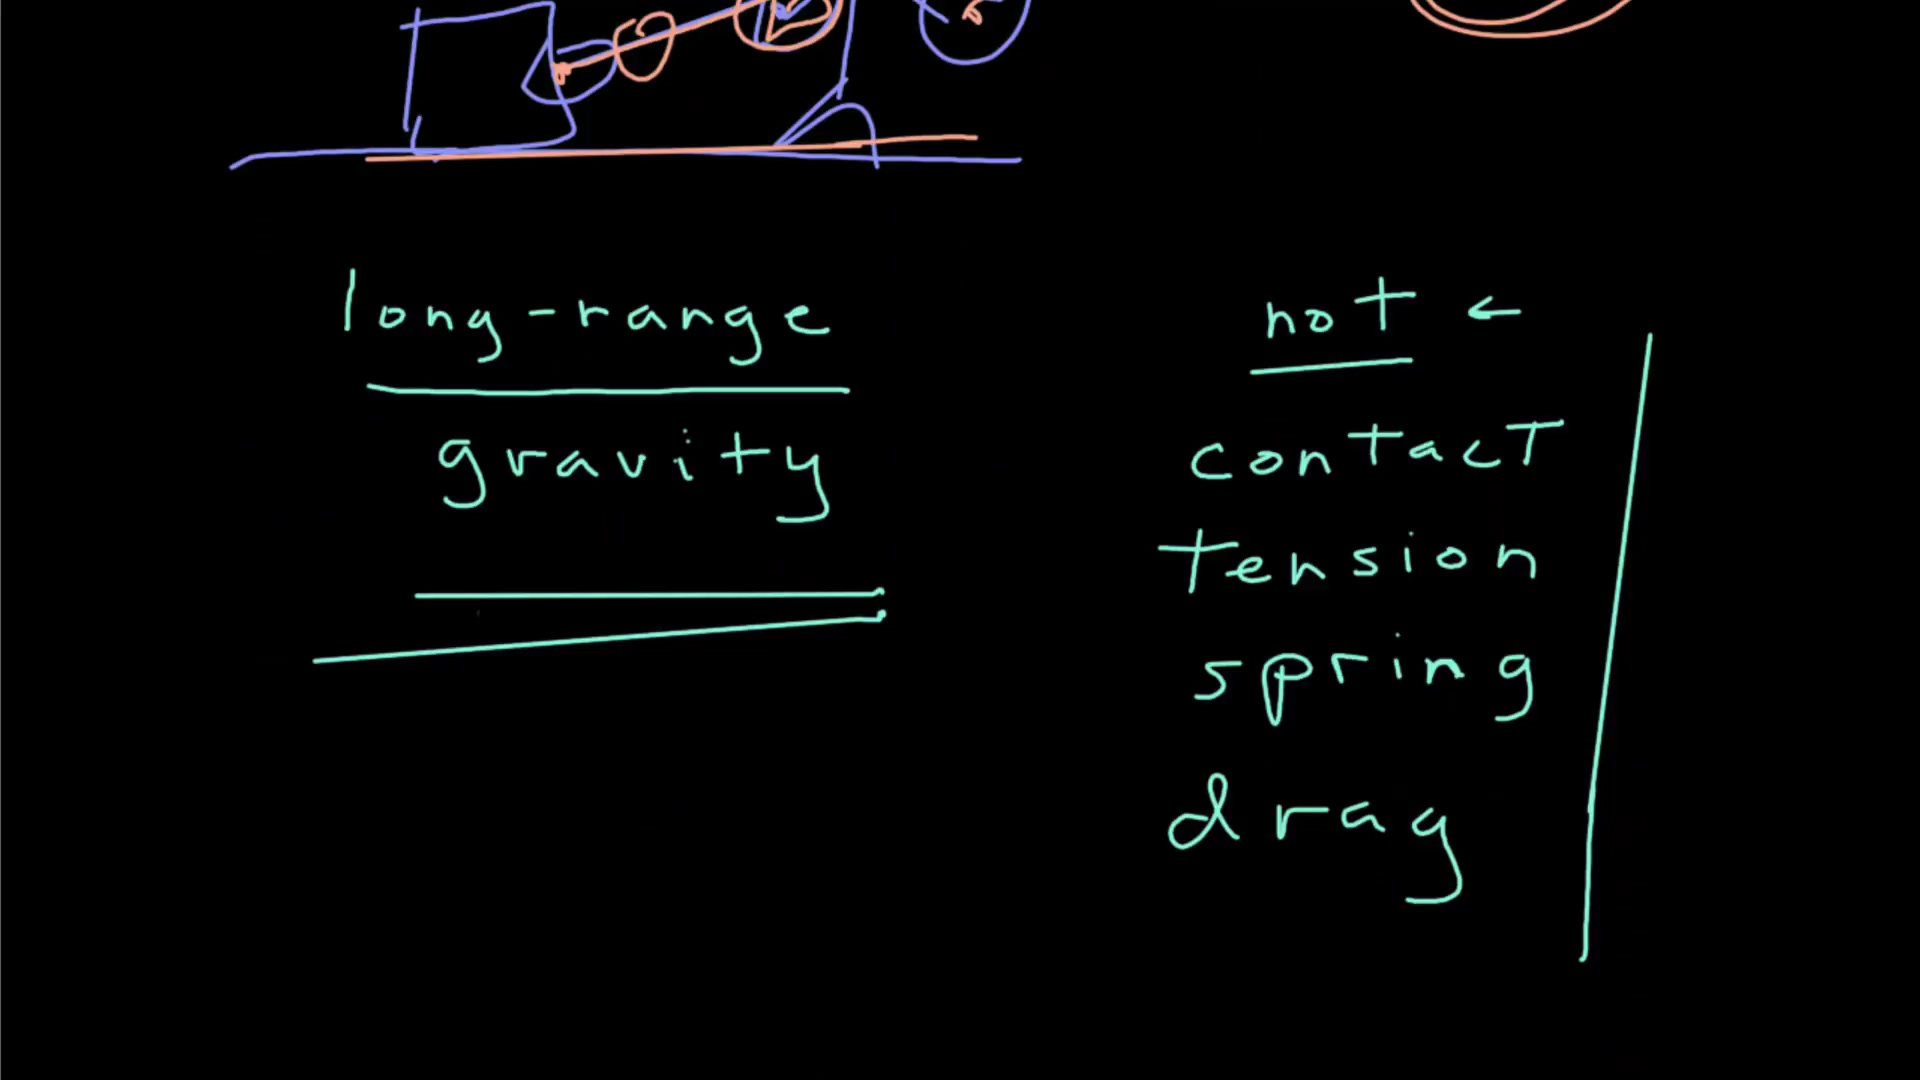 long-range
gravity
not ←
contact
tension
spring
drag